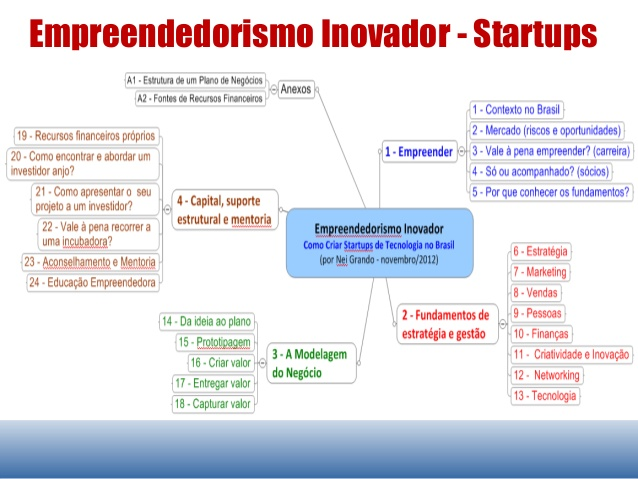 Empreendedorismo Inovador - Startups
A1 - Estrutura de um Plano de Negócios
A2 - Fontes de Recursos Financeiros
Anexos
1 - Empreender
1 - Contexto no Brasil
2 - Mercado (riscos e oportunidades)
3 - Vale à pena empreender? (carreira)
4 - Só ou acompanhado? (sócios)
5 - Por que conhecer os fundamentos?
19 - Recursos financeiros próprios
20 - Como encontrar e abordar um
investidor anjo?
21 - Como apresentar o seu
projeto a um investidor?
22 - Vale à pena recorrer a
uma incubadora?
23 - Aconselhamento e Mentoria
24 - Educação Empreendedora
4 - Capital, suporte
estrutural e mentoria
Empreendedorismo Inovador
Como Criar Startups de Tecnologia no Brasil
(por Nei Grando - novembro/2012)
2 - Fundamentos de
estratégia e gestão
6 - Estratégia
7 - Marketing
8 - Vendas
9 - Pessoas
10 - Finanças
11 - Criatividade e Inovação
12 - Networking
13 - Tecnologia
14 - Da ideia ao plano
15 - Prototipagem
16 - Criar valor
17 - Entregar valor
18 - Capturar valor
3 - A Modelagem
do Negócio